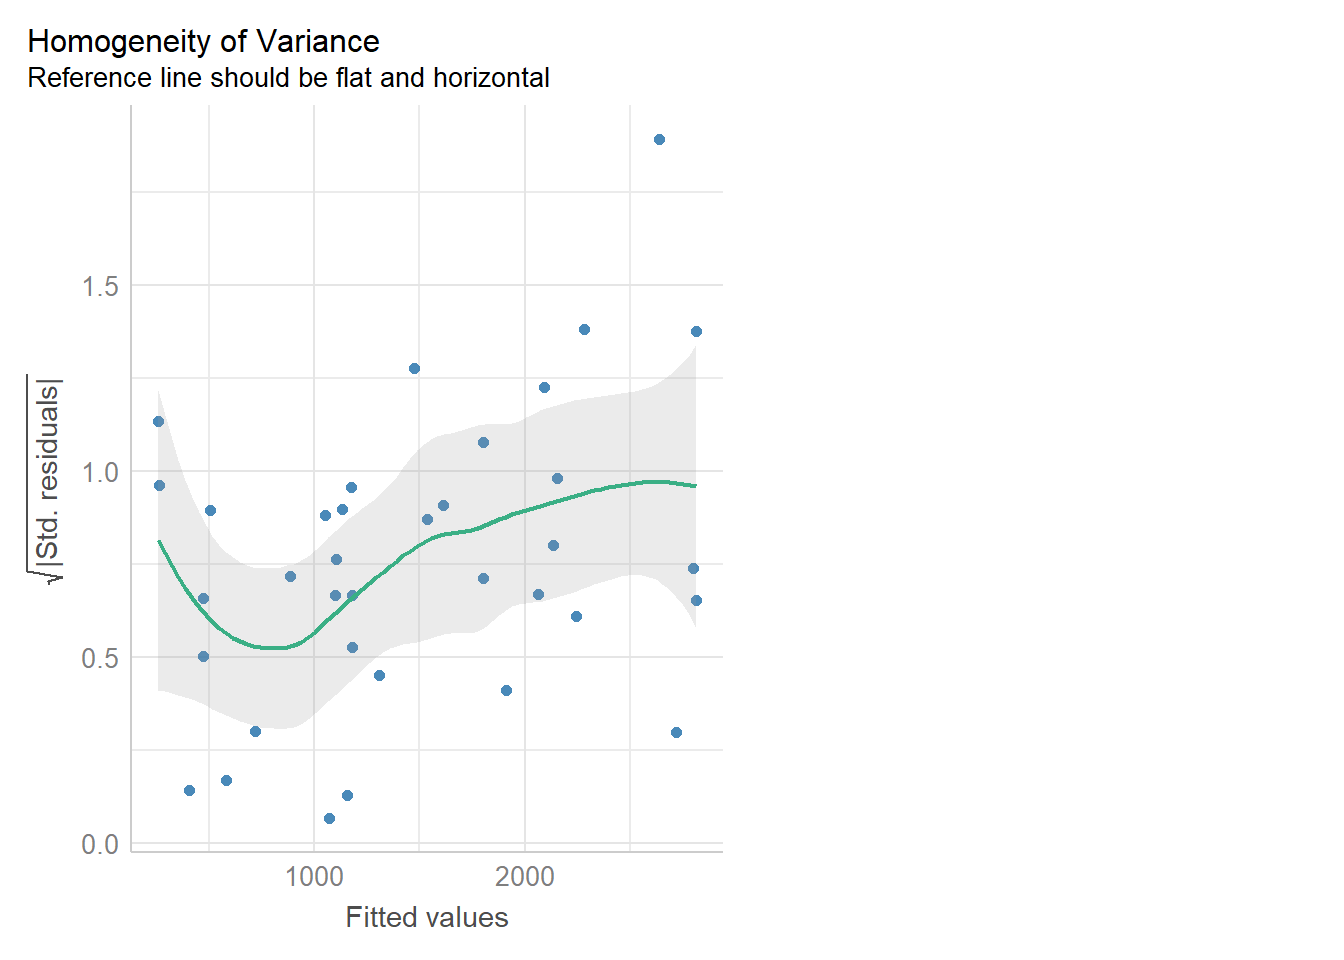 Homogeneity of Variance
Reference line should be flat and horizontal
√|Std. residuals|
1.5
1.0
0.5
0.0
1000 2000
Fitted values